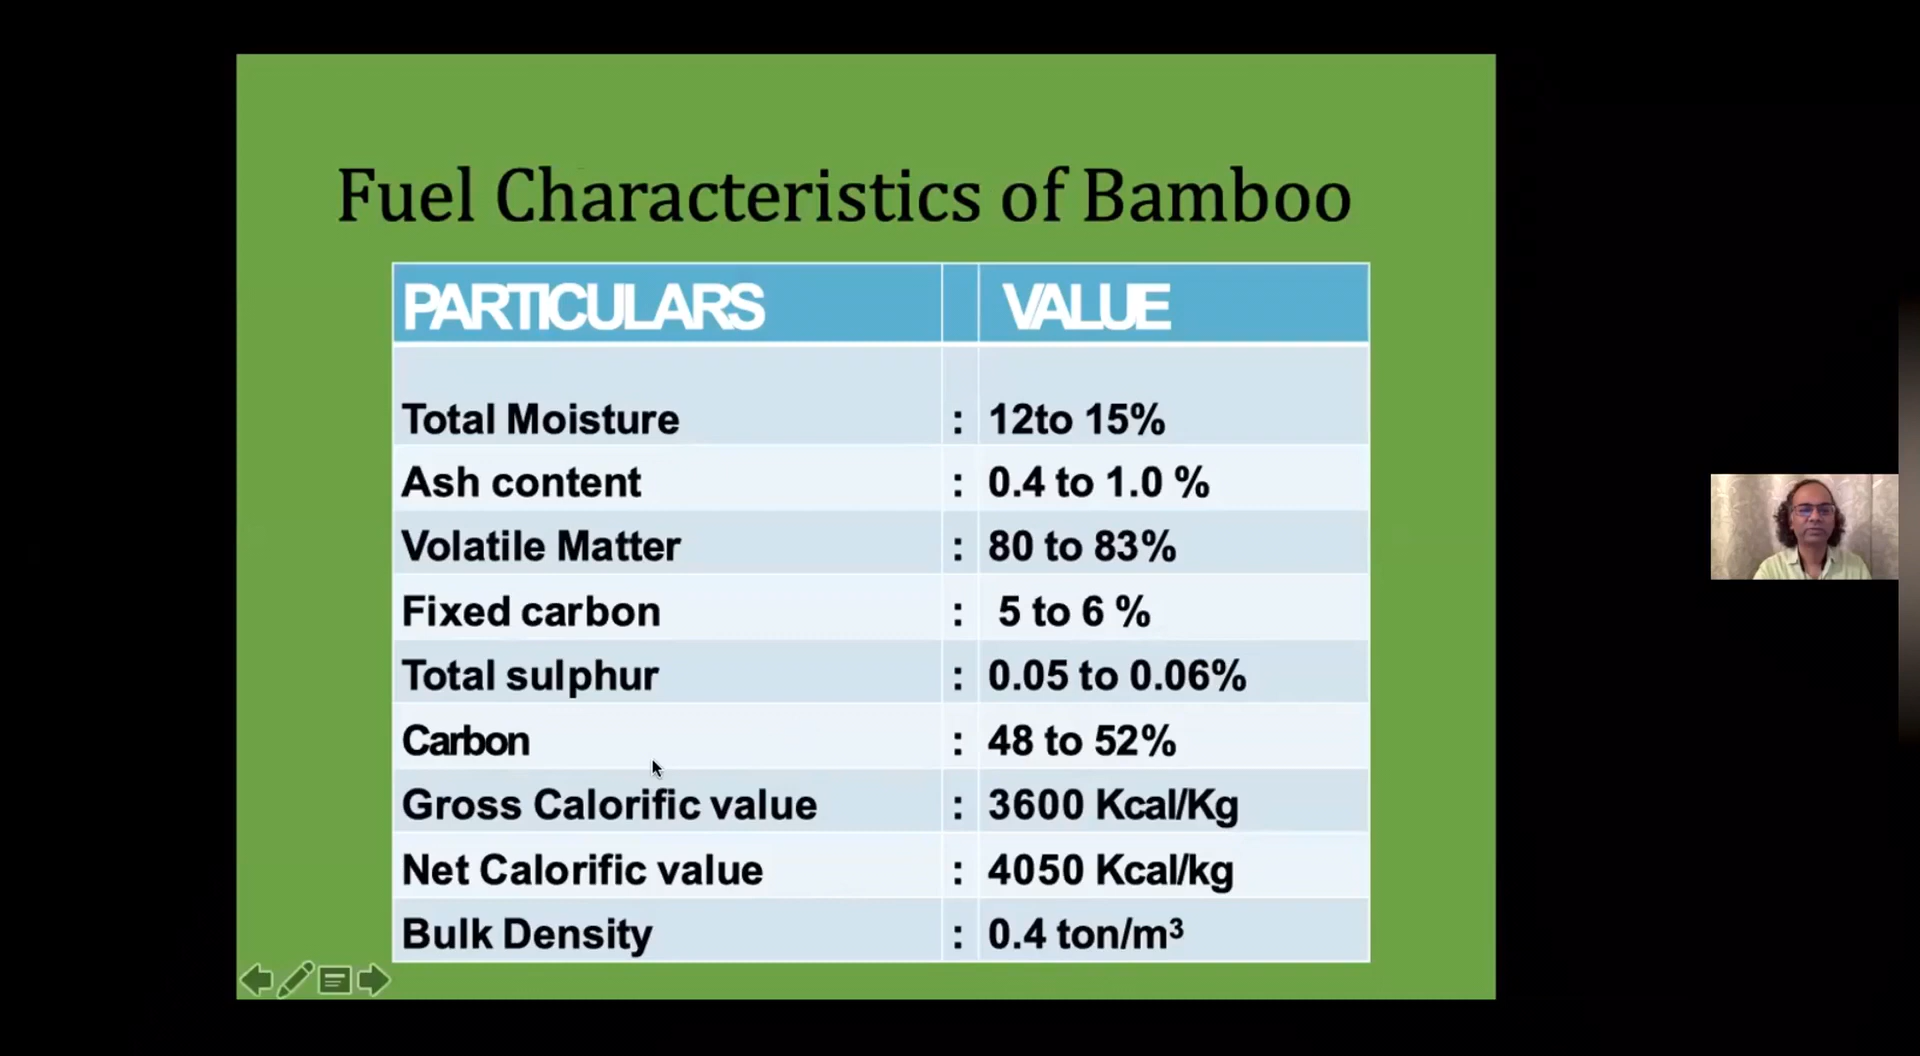 Fuel Characteristics of Bamboo
PARTICULARS VALUE
Total Moisture : 12to 15%
Ash content : 0.4 to 1.0 %
Volatile Matter : 80 to 83%
Fixed carbon : 5 to 6 %
Total sulphur : 0.05 to 0.06%
Carbon : 48 to 52%
Gross Calorific value : 3600 Kcal/Kg
Net Calorific value : 4050 Kcal/kg
Bulk Density : 0.4 ton/m³